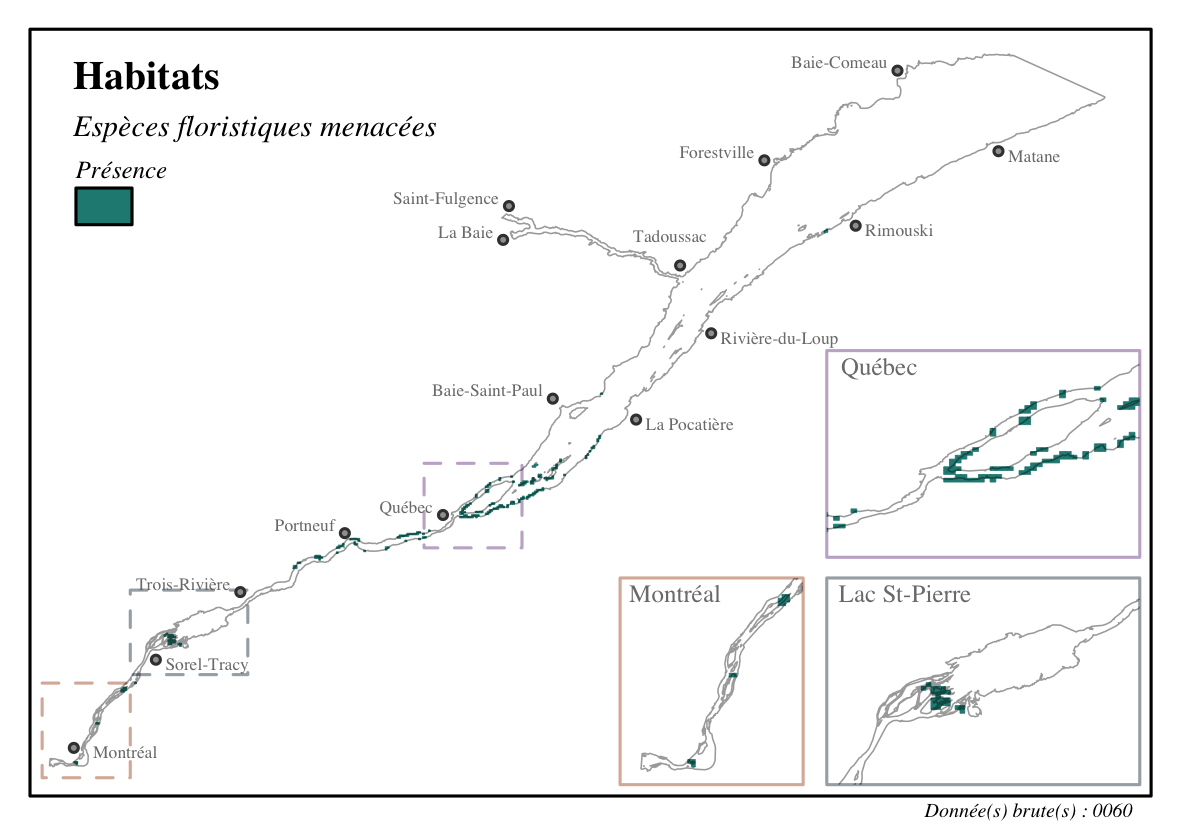 Habitats
Espèces floristiques menacées
Présence
Baie-Comeau
Forestville
Matane
Saint-Fulgence
La Baie
Tadoussac
Rimouski
Rivière-du-Loup
Baie-Saint-Paul
La Pocatière
Québec
Portneuf
Trois-Rivière
Sorel-Tracy
Montréal
Québec
Montréal
Lac St-Pierre
Donnée(s) brute(s) : 0060